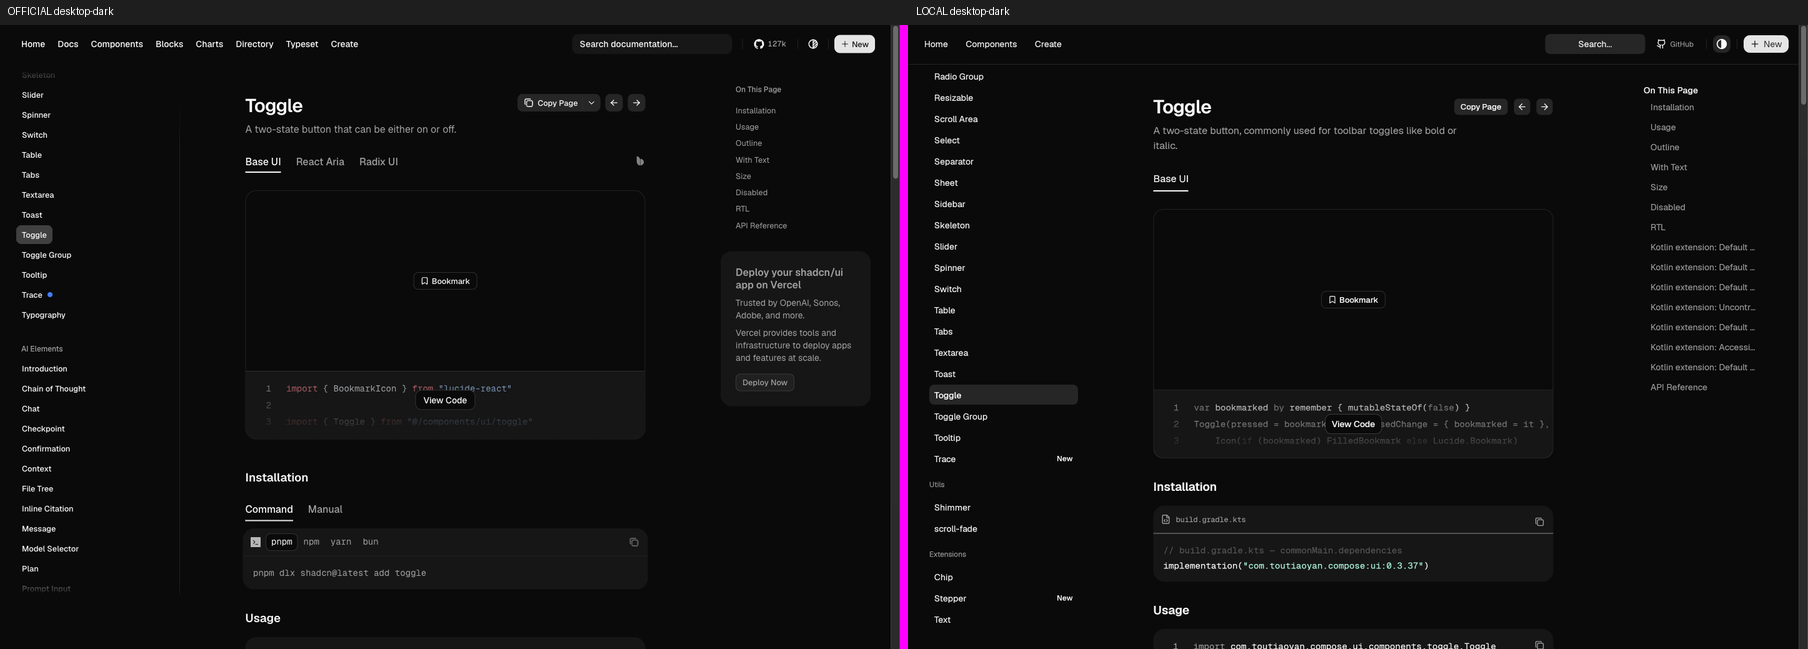 OFFICIAL desktop-dark
Home Docs Components Blocks Charts Directory Typeset Create
Search documentation...
127k
+ New
Skeleton
Slider
Spinner
Switch
Table
Tabs
Textarea
Toast
Toggle
Toggle Group
Tooltip
Trace
Typography
AI Elements
Introduction
Chain of Thought
Chat
Checkpoint
Confirmation
Context
File Tree
Inline Citation
Message
Model Selector
Plan
Prompt Input
Toggle
Copy Page
A two-state button that can be either on or off.
Base UI React Aria Radix UI
Bookmark
1 import { BookmarkIcon } from "lucide-react"
2
View Code
3 import { Toggle } from "@/components/ui/toggle"
Installation
Command Manual
pnpm npm yarn bun
pnpm dlx shadcn@latest add toggle
Usage
On This Page
Installation
Usage
Outline
With Text
Size
Disabled
RTL
API Reference
Deploy your shadcn/ui
app on Vercel
Trusted by OpenAI, Sonos,
Adobe, and more.
Vercel provides tools and
infrastructure to deploy apps
and features at scale.
Deploy Now
LOCAL desktop-dark
Home Components Create
Search...
GitHub
+ New
Radio Group
Resizable
Scroll Area
Select
Separator
Sheet
Sidebar
Skeleton
Slider
Spinner
Switch
Table
Tabs
Textarea
Toast
Toggle
Toggle Group
Tooltip
Trace New
Utils
Shimmer
scroll-fade
Extensions
Chip
Stepper New
Text
Toggle
Copy Page
A two-state button, commonly used for toolbar toggles like bold or
italic.
Base UI
Bookmark
1 var bookmarked by remember { mutableStateOf(false) }
2 Toggle(pressed = bookmark View Code sedChange = { bookmarked = it },
3 Icon(if (bookmarked) FilledBookmark else Lucide.Bookmark)
Installation
build.gradle.kts
// build.gradle.kts — commonMain.dependencies
implementation("com.toutiaoyan.compose:ui:0.3.37")
Usage
1 import com.toutiaoyan.compose.ui.components.toggle.Toggle
On This Page
Installation
Usage
Outline
With Text
Size
Disabled
RTL
Kotlin extension: Default ...
Kotlin extension: Default ...
Kotlin extension: Default ...
Kotlin extension: Uncontr...
Kotlin extension: Default ...
Kotlin extension: Accessi...
Kotlin extension: Default ...
API Reference